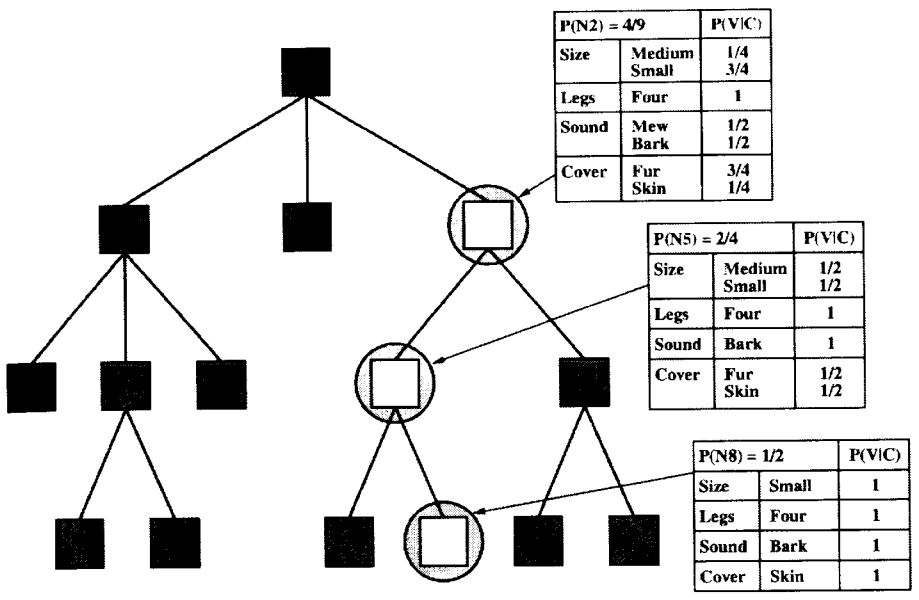 P(N2) = 4/9 P(V|C)
Size Medium 1/4
Small 3/4
Legs Four 1
Sound Mew 1/2
Bark 1/2
Cover Fur 3/4
Skin 1/4
P(N5) = 2/4 P(V|C)
Size Medium 1/2
Small 1/2
Legs Four 1
Sound Bark 1
Cover Fur 1/2
Skin 1/2
P(N8) = 1/2 P(V|C)
Size Small 1
Legs Four 1
Sound Bark 1
Cover Skin 1